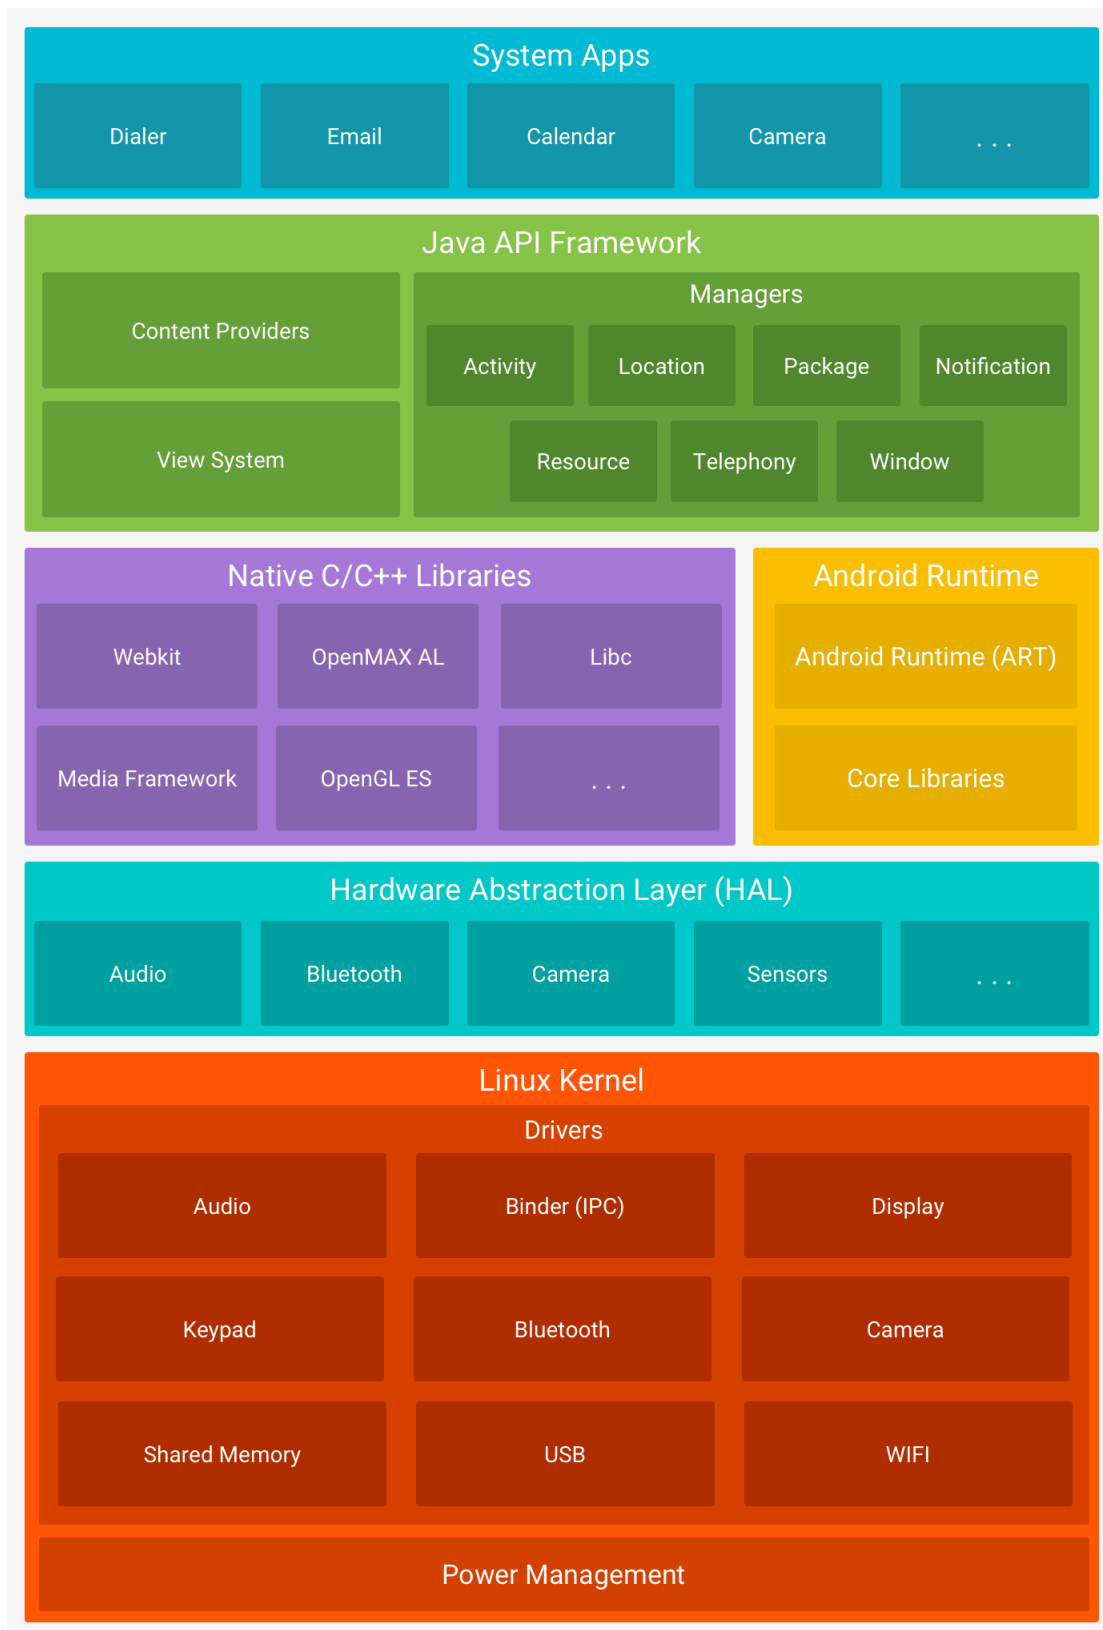 System Apps
Dialer Email Calendar Camera . . .
Java API Framework
Content Providers
View System
Managers
Activity Location Package Notification
Resource Telephony Window
Native C/C++ Libraries
Webkit OpenMAX AL Libc
Media Framework OpenGL ES . . .
Android Runtime
Android Runtime (ART)
Core Libraries
Hardware Abstraction Layer (HAL)
Audio Bluetooth Camera Sensors . . .
Linux Kernel
Drivers
Audio Binder (IPC) Display
Keypad Bluetooth Camera
Shared Memory USB WIFI
Power Management